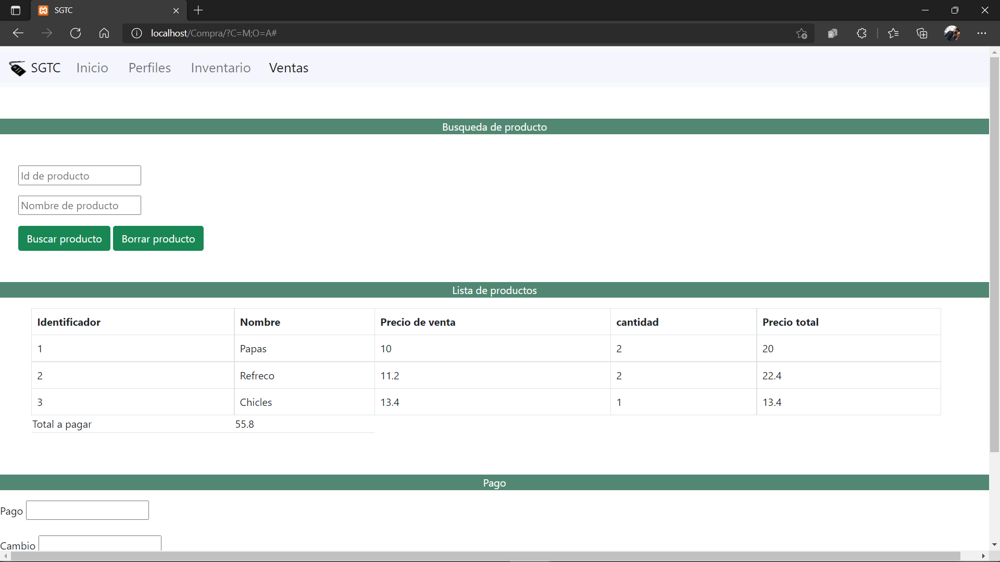 SGTC
localhost/Compra/?C=M;O=A#
SGTC Inicio Perfiles Inventario Ventas
Busqueda de producto
Id de producto
Nombre de producto
Buscar producto Borrar producto
Lista de productos
Identificador Nombre Precio de venta cantidad Precio total
1 Papas 10 2 20
2 Refreco 11.2 2 22.4
3 Chicles 13.4 1 13.4
Total a pagar 55.8
Pago
Pago
Cambio